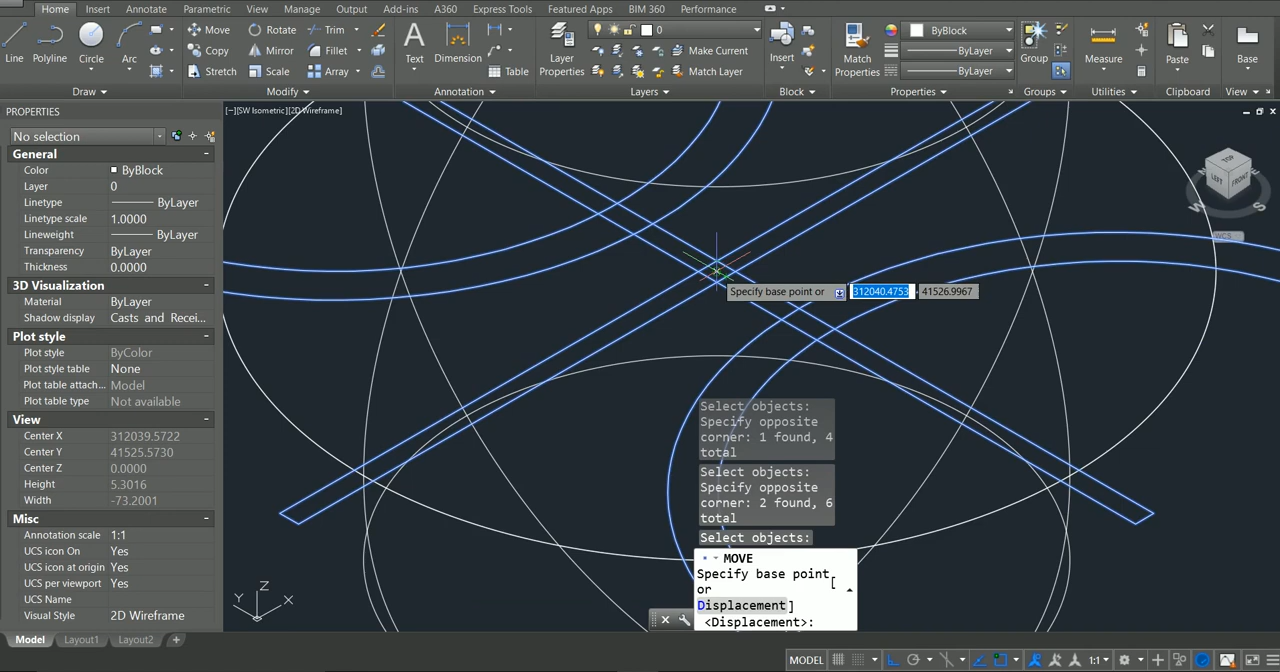 Home Insert Annotate Parametric View Manage Output Add-ins A360 Express Tools Featured Apps BIM 360 Performance
Line Polyline Circle Arc
Move Rotate Trim
Copy Mirror Fillet
Stretch Scale Array
Text Dimension Table
Layer Properties
0
Make Current
Match Layer
Insert
Match Properties
ByBlock
ByLayer
ByLayer
Group Measure Paste Base
Draw Modify Annotation Layers Block Properties Groups Utilities Clipboard View
PROPERTIES
No selection
General
Color ByBlock
Layer 0
Linetype ByLayer
Linetype scale 1.0000
Lineweight ByLayer
Transparency ByLayer
Thickness 0.0000
3D Visualization
Material ByLayer
Shadow display Casts and Recei...
Plot style
Plot style ByColor
Plot style table None
Plot table attach... Model
Plot table type Not available
View
Center X 312039.5722
Center Y 41525.5730
Center Z 0.0000
Height 5.3016
Width -73.2001
Misc
Annotation scale 1:1
UCS icon On Yes
UCS icon at origin Yes
UCS per viewport Yes
UCS Name
Visual Style 2D Wireframe
[−][SW Isometric][2D Wireframe]
TOP
LEFT FRONT
W S
WCS
Specify base point or 312040.4753 41526.9967
Select objects:
Specify opposite
corner: 1 found, 4
total
Select objects:
Specify opposite
corner: 2 found, 6
total
Select objects:
MOVE
Specify base point
or
Displacement]
<Displacement>:
Z
Y X
Model Layout1 Layout2 +
MODEL 1:1